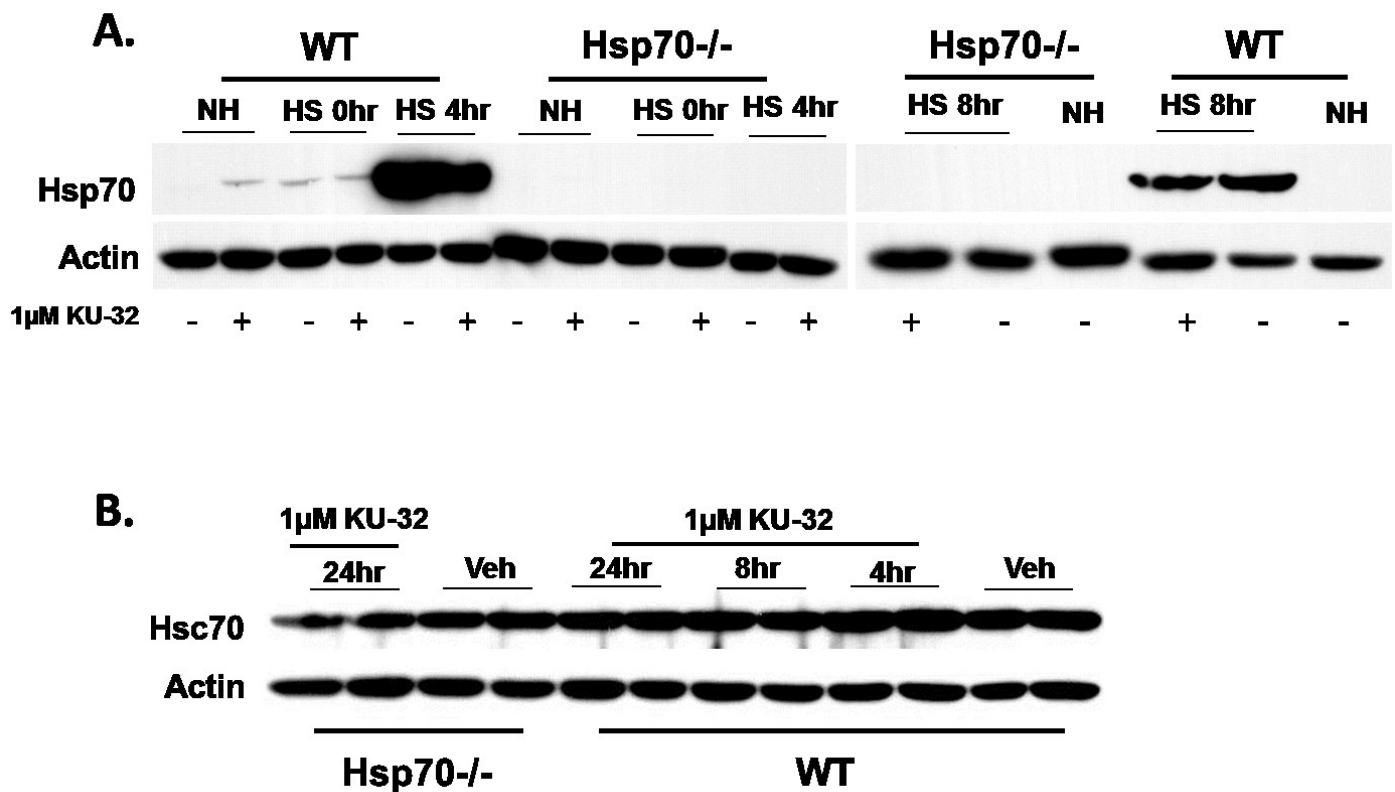 A.
WT Hsp70-/- Hsp70-/- WT
NH HS 0hr HS 4hr NH HS 0hr HS 4hr HS 8hr NH HS 8hr NH
Hsp70
Actin
1µM KU-32 - + - + - + - + - + - + + - - + - -
B.
1µM KU-32 1µM KU-32
24hr Veh 24hr 8hr 4hr Veh
Hsc70
Actin
Hsp70-/- WT